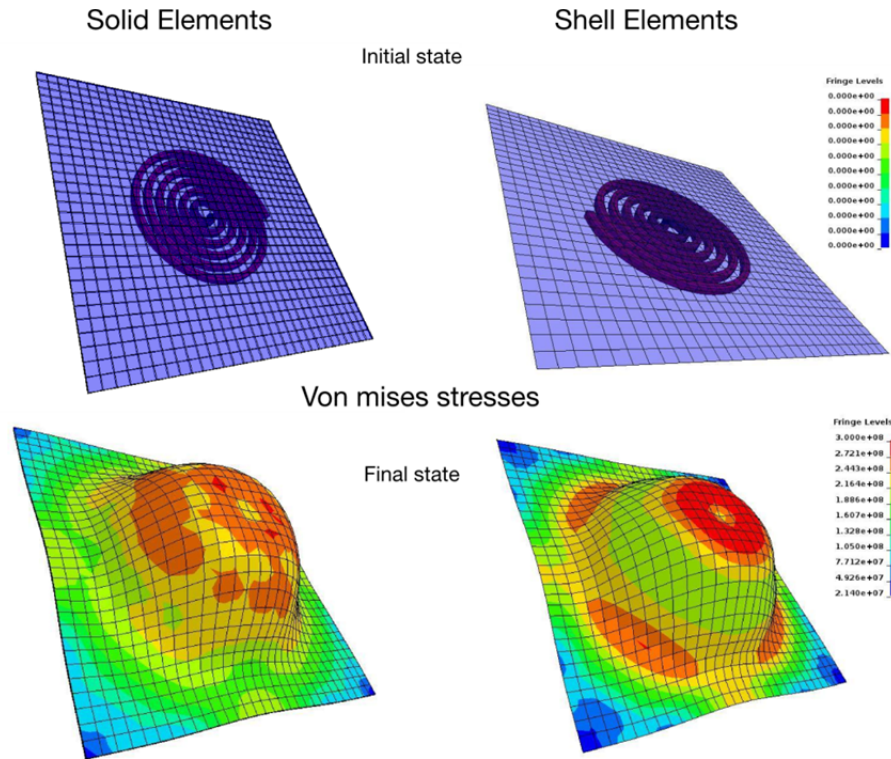 Solid Elements
Shell Elements
Initial state
Fringe Levels
0.000e+00
0.000e+00
0.000e+00
0.000e+00
0.000e+00
0.000e+00
0.000e+00
0.000e+00
0.000e+00
0.000e+00
0.000e+00
Von mises stresses
Final state
Fringe Levels
3.000e+08
2.721e+08
2.443e+08
2.164e+08
1.886e+08
1.607e+08
1.328e+08
1.050e+08
7.712e+07
4.926e+07
2.140e+07